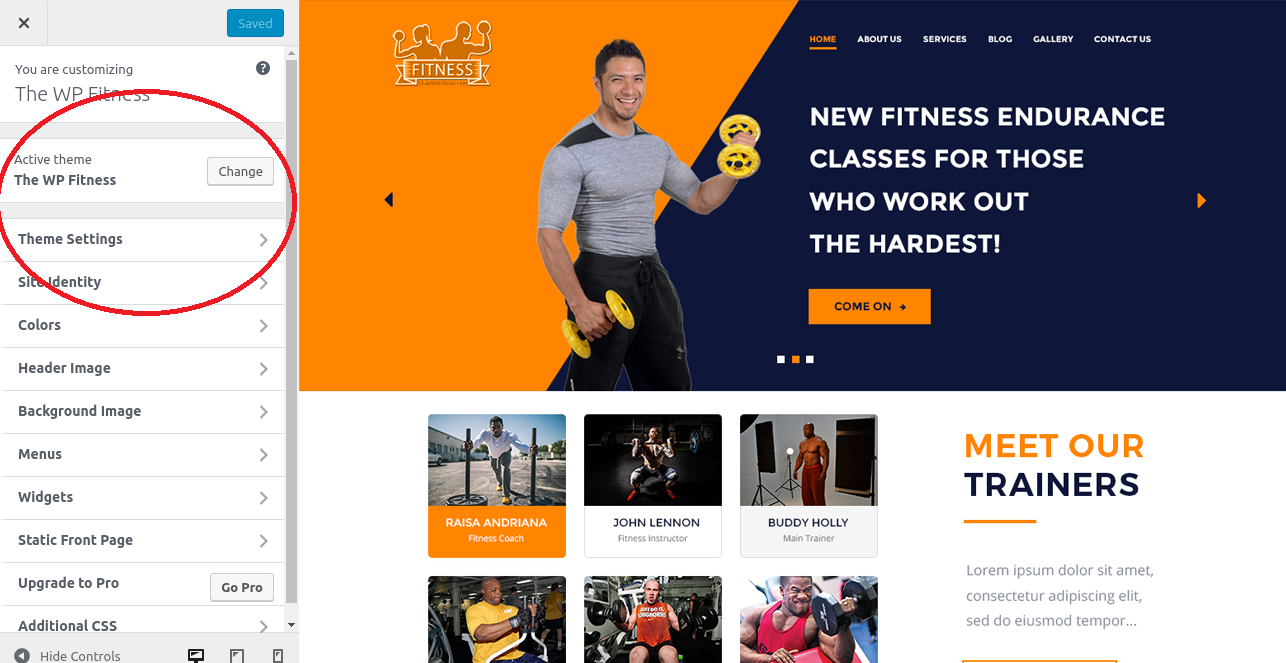 Saved
You are customizing
The WP Fitness
Active theme
The WP Fitness
Change
Theme Settings
Site Identity
Colors
Header Image
Background Image
Menus
Widgets
Static Front Page
Upgrade to Pro
Go Pro
Additional CSS
Hide Controls
FITNESS
HOME ABOUT US SERVICES BLOG GALLERY CONTACT US
NEW FITNESS ENDURANCE
CLASSES FOR THOSE
WHO WORK OUT
THE HARDEST!
COME ON →
RAISA ANDRIANA
Fitness Coach
JOHN LENNON
Fitness Instructor
BUDDY HOLLY
Main Trainer
MEET OUR
TRAINERS
Lorem ipsum dolor sit amet,
consectetur adipiscing elit,
sed do eiusmod tempor...